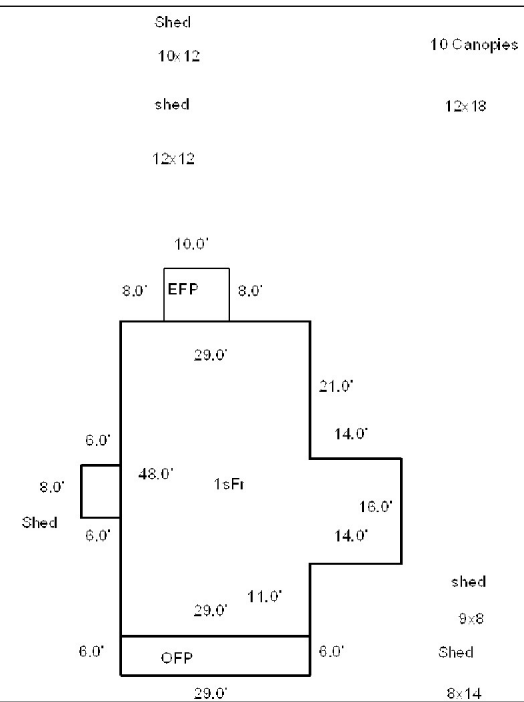 Shed
10x12
10 Canopies
shed
12x18
12x12
10.0'
8.0'
EFP
8.0'
29.0'
21.0'
6.0'
14.0'
48.0'
1sFr
8.0'
16.0'
Shed
6.0'
14.0'
shed
11.0'
29.0'
9x8
6.0'
OFP
6.0'
Shed
29.0'
8x14